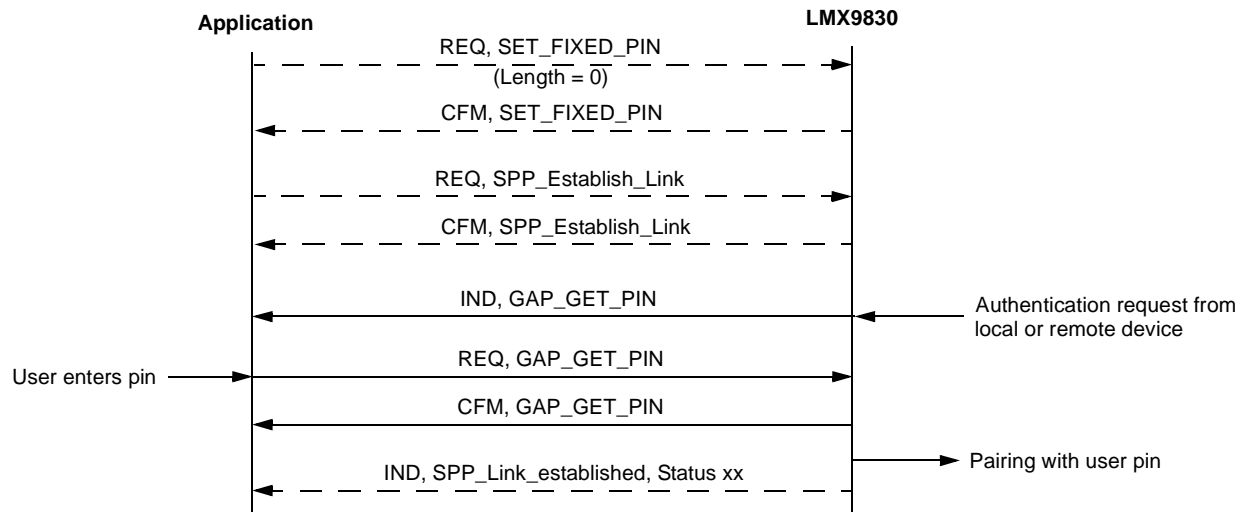 Application
LMX9830
REQ, SET_FIXED_PIN
(Length = 0)
CFM, SET_FIXED_PIN
REQ, SPP_Establish_Link
CFM, SPP_Establish_Link
IND, GAP_GET_PIN
Authentication request from
local or remote device
REQ, GAP_GET_PIN
User enters pin
CFM, GAP_GET_PIN
Pairing with user pin
IND, SPP_Link_established, Status xx